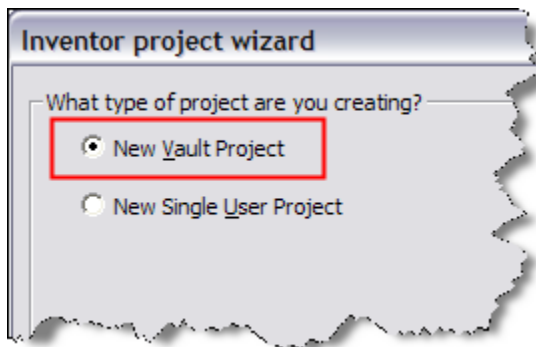 Inventor project wizard
What type of project are you creating?
New Vault Project
New Single User Project